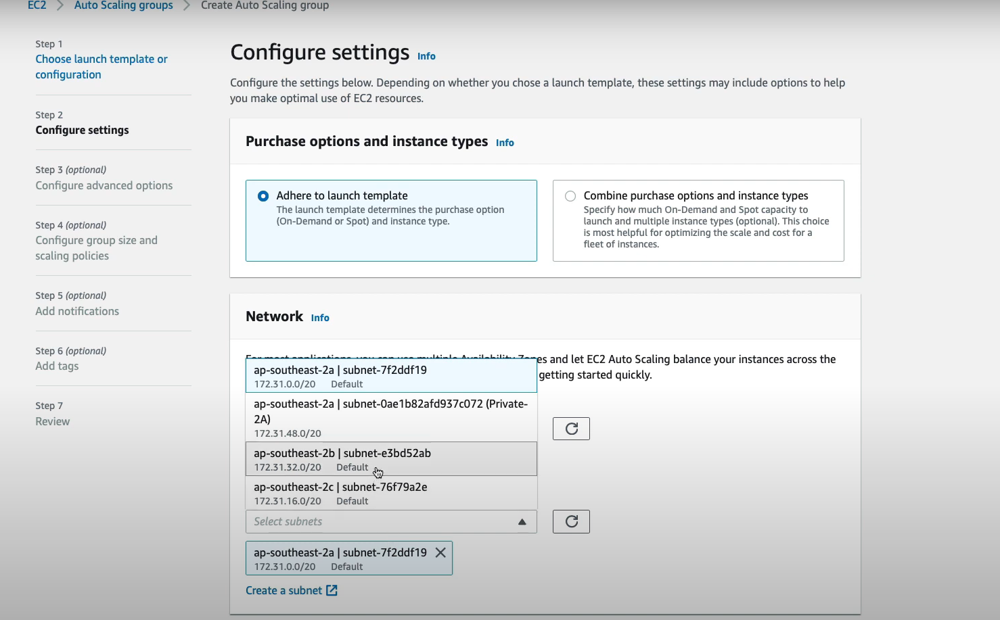 EC2 > Auto Scaling groups > Create Auto Scaling group
Step 1
Choose launch template or
configuration
Step 2
Configure settings
Step 3 (optional)
Configure advanced options
Step 4 (optional)
Configure group size and
scaling policies
Step 5 (optional)
Add notifications
Step 6 (optional)
Add tags
Step 7
Review
Configure settings Info
Configure the settings below. Depending on whether you chose a launch template, these settings may include options to help
you make optimal use of EC2 resources.
Purchase options and instance types Info
Adhere to launch template
The launch template determines the purchase option
(On-Demand or Spot) and instance type.
Combine purchase options and instance types
Specify how much On-Demand and Spot capacity to
launch and multiple instance types (optional). This choice
is most helpful for optimizing the scale and cost for a
fleet of instances.
Network Info
For most applications, you can use multiple Availability Zones and let EC2 Auto Scaling balance your instances across the
getting started quickly.
ap-southeast-2a | subnet-7f2ddf19
172.31.0.0/20 Default
ap-southeast-2a | subnet-0ae1b82afd937c072 (Private-
2A)
172.31.48.0/20
ap-southeast-2b | subnet-e3bd52ab
172.31.32.0/20 Default
ap-southeast-2c | subnet-76f79a2e
172.31.16.0/20 Default
Select subnets
ap-southeast-2a | subnet-7f2ddf19
172.31.0.0/20 Default
Create a subnet